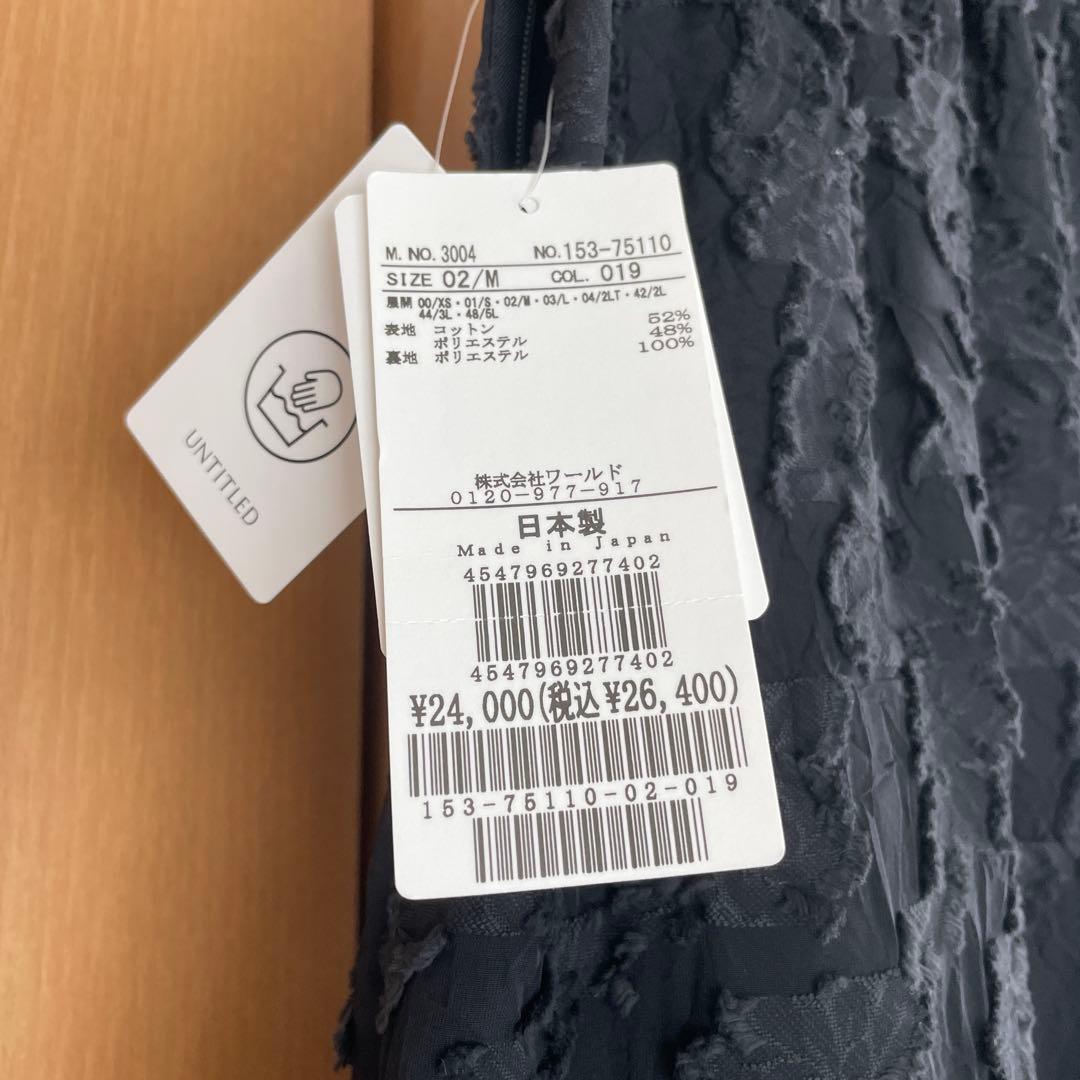 M. NO. 3004 NO. 153-75110
SIZE 02/M COL. 019
展開 00/XS・01/S・02/M・03/L・04/2LT・42/2L
44/3L・48/5L
表地 コットン 52%
ポリエステル 48%
裏地 ポリエステル 100%
株式会社ワールド
0120-977-917
日本製
Made in Japan
4547969277402
4547969277402
¥24,000(税込¥26,400)
153-75110-02-019
UNTITLED